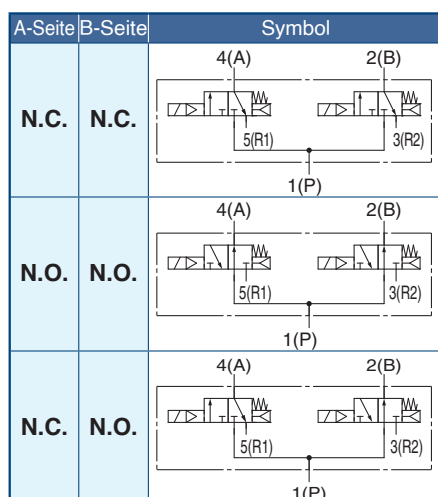 A-Seite B-Seite Symbol
4(A) 2(B)
N.C. N.C.
5(R1) 3(R2)
1(P)
4(A) 2(B)
N.O. N.O.
5(R1) 3(R2)
1(P)
4(A) 2(B)
N.C. N.O.
5(R1) 3(R2)
1(P)